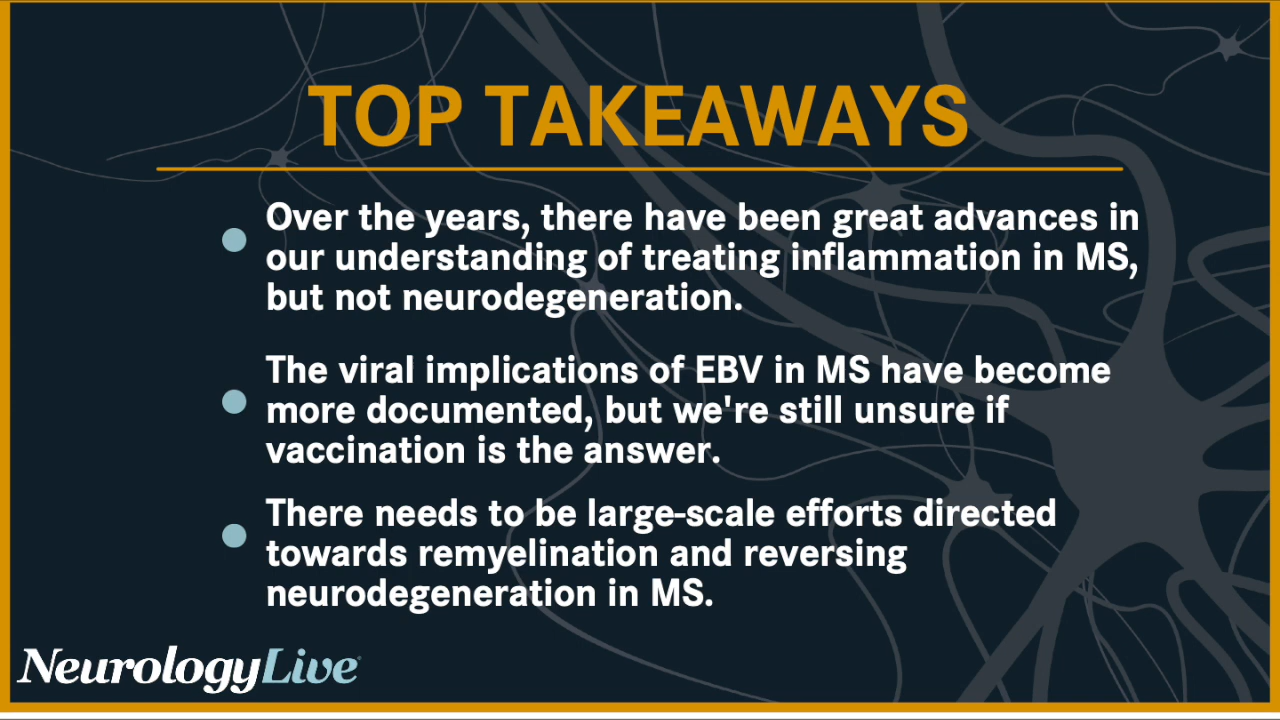 TOP TAKEAWAYS
Over the years, there have been great advances in
our understanding of treating inflammation in MS,
but not neurodegeneration.
The viral implications of EBV in MS have become
more documented, but we're still unsure if
vaccination is the answer.
There needs to be large-scale efforts directed
towards remyelination and reversing
neurodegeneration in MS.
NeurologyLive